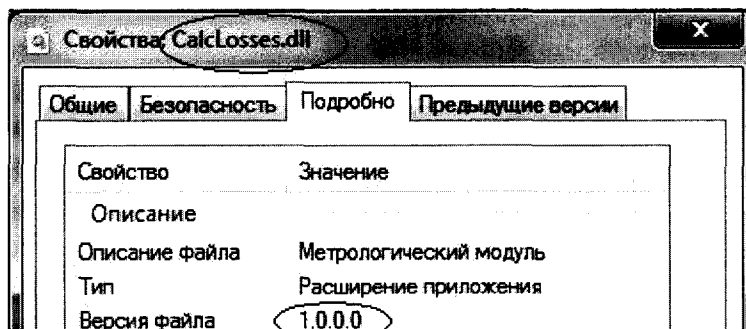 Свойства: CalcLosses.dll
x
Общие Безопасность Подробно Предыдущие версии
Свойство Значение
Описание
Описание файла Метрологический модуль
Тип Расширение приложения
Версия файла 1.0.0.0